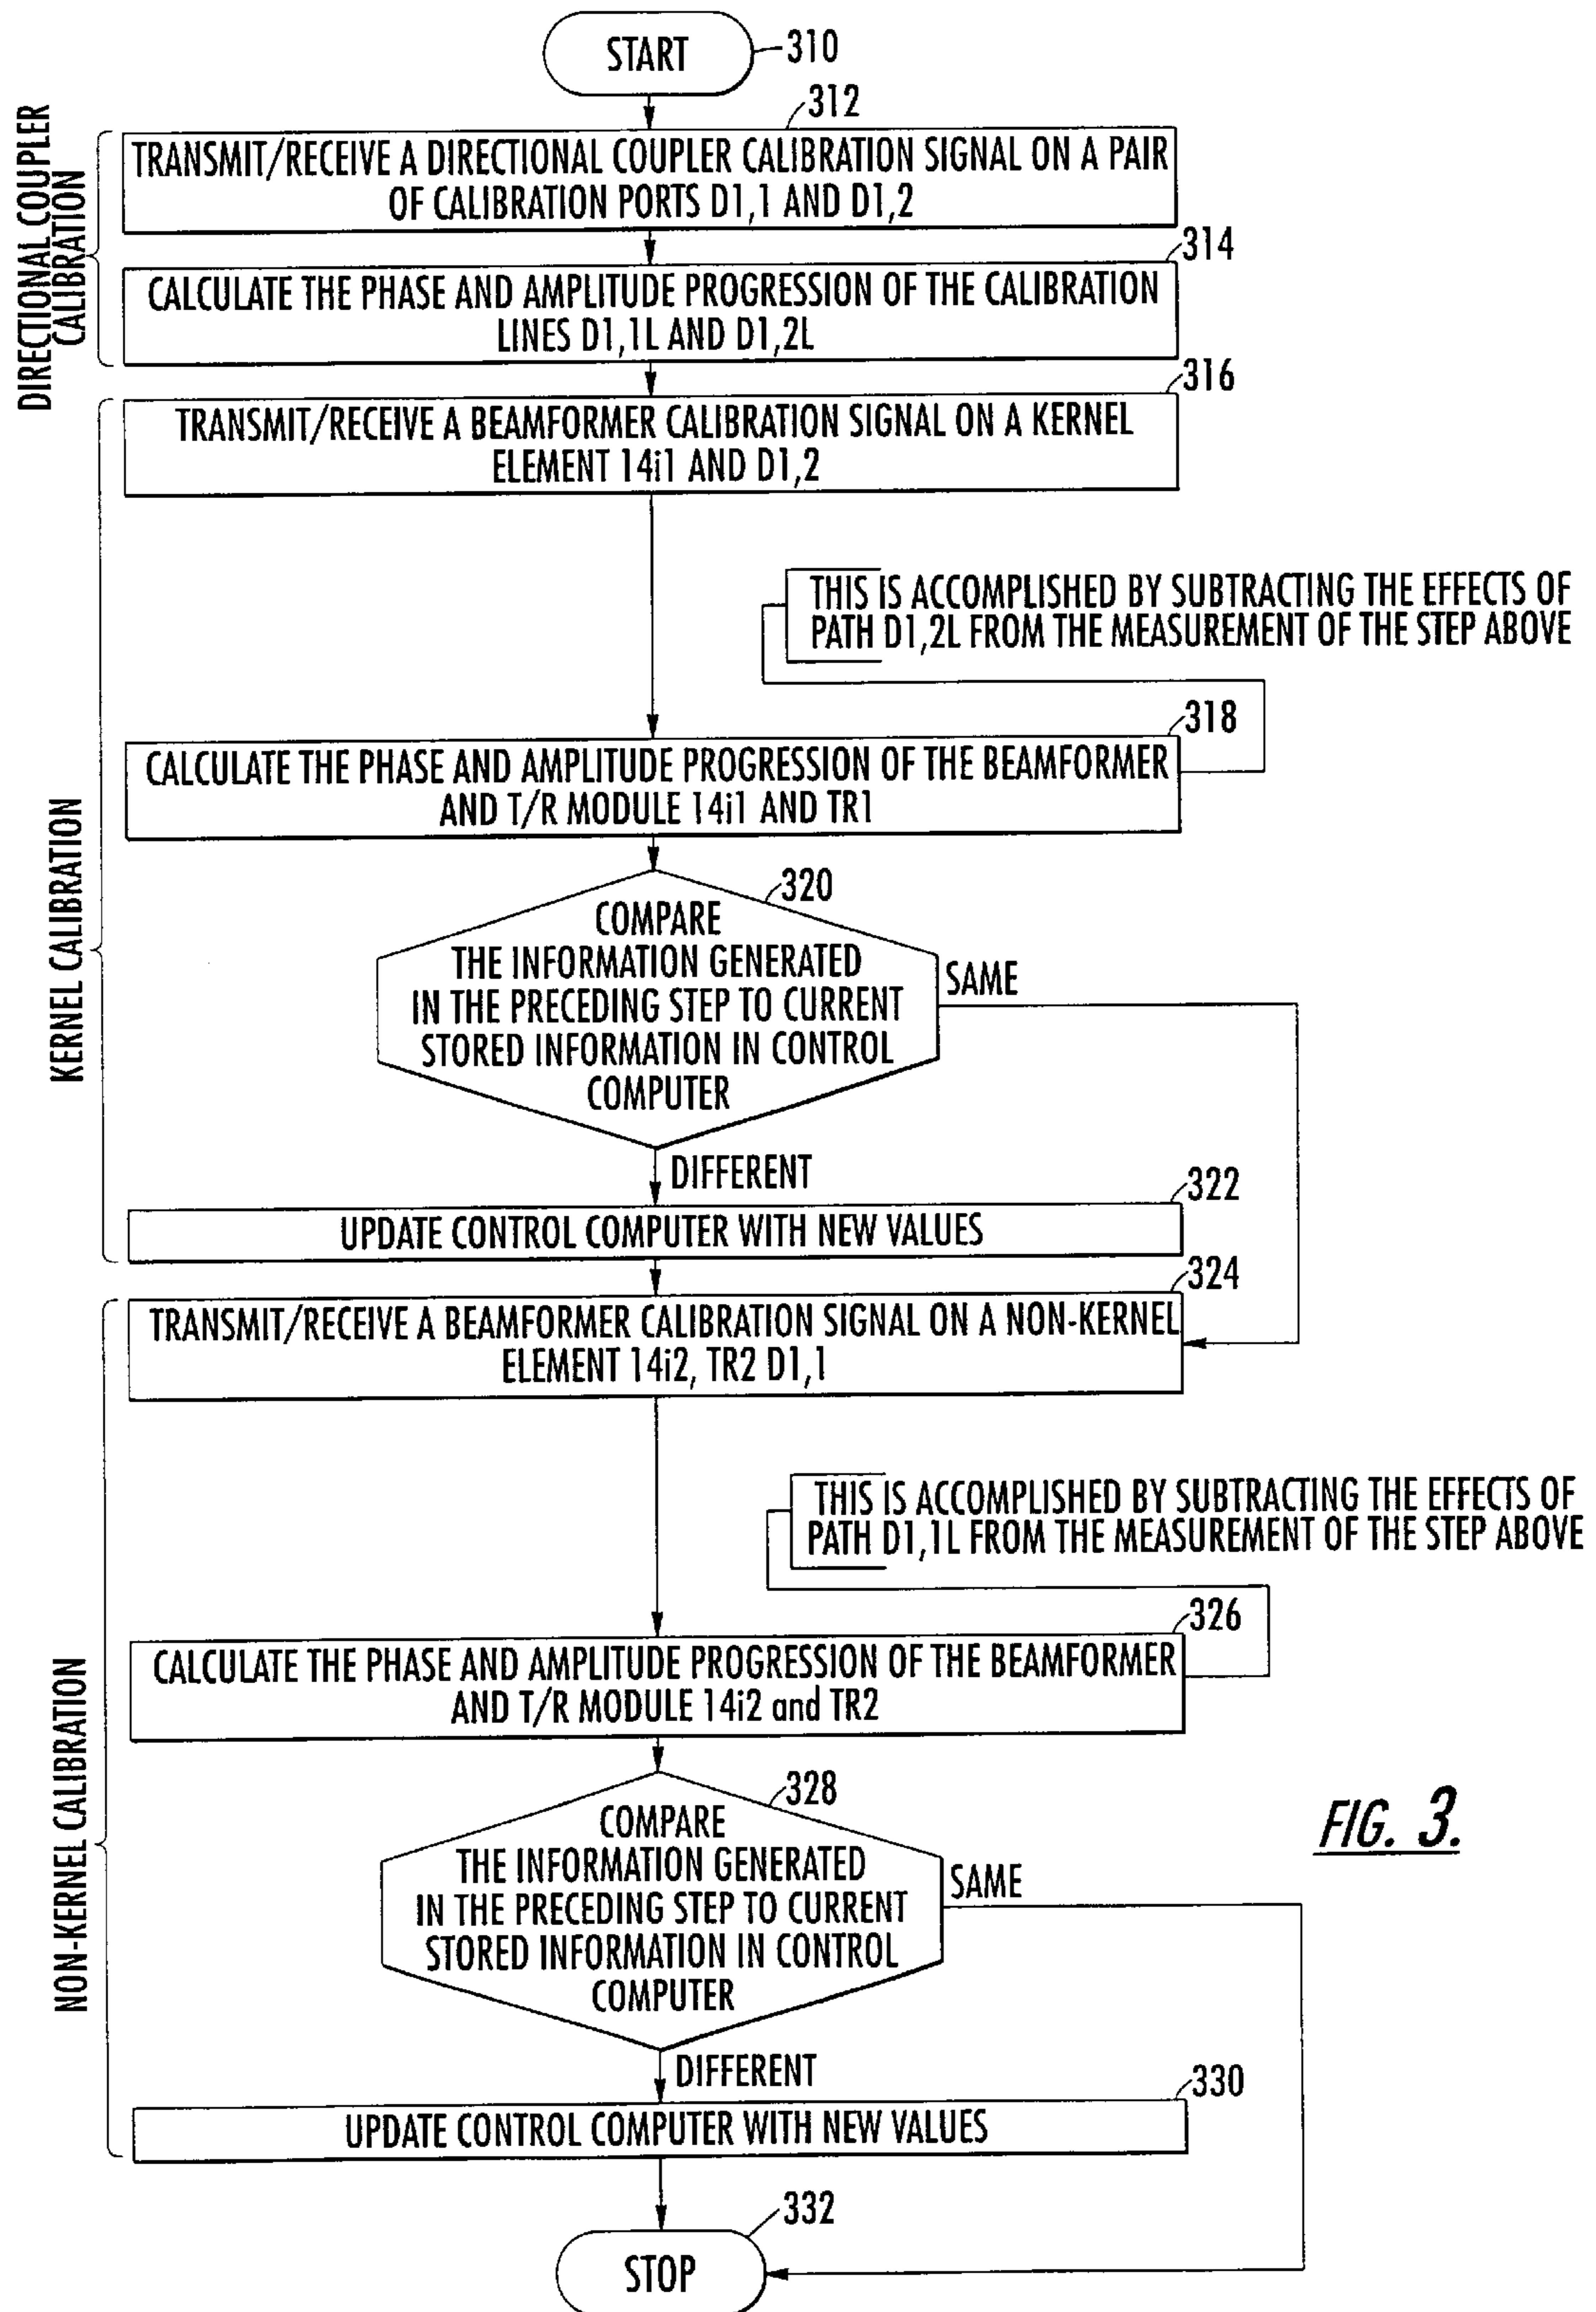 START
310
312
DIRECTIONAL COUPLER
CALIBRATION
TRANSMIT/RECEIVE A DIRECTIONAL COUPLER CALIBRATION SIGNAL ON A PAIR
OF CALIBRATION PORTS D1,1 AND D1,2
314
CALCULATE THE PHASE AND AMPLITUDE PROGRESSION OF THE CALIBRATION
LINES D1,1L AND D1,2L
316
KERNEL CALIBRATION
TRANSMIT/RECEIVE A BEAMFORMER CALIBRATION SIGNAL ON A KERNEL
ELEMENT 14i1 AND D1,2
THIS IS ACCOMPLISHED BY SUBTRACTING THE EFFECTS OF
PATH D1,2L FROM THE MEASUREMENT OF THE STEP ABOVE
318
CALCULATE THE PHASE AND AMPLITUDE PROGRESSION OF THE BEAMFORMER
AND T/R MODULE 14i1 AND TR1
320
COMPARE
THE INFORMATION GENERATED
IN THE PRECEDING STEP TO CURRENT
STORED INFORMATION IN CONTROL
COMPUTER
SAME
DIFFERENT
322
UPDATE CONTROL COMPUTER WITH NEW VALUES
324
NON-KERNEL CALIBRATION
TRANSMIT/RECEIVE A BEAMFORMER CALIBRATION SIGNAL ON A NON-KERNEL
ELEMENT 14i2, TR2 D1,1
THIS IS ACCOMPLISHED BY SUBTRACTING THE EFFECTS OF
PATH D1,1L FROM THE MEASUREMENT OF THE STEP ABOVE
326
CALCULATE THE PHASE AND AMPLITUDE PROGRESSION OF THE BEAMFORMER
AND T/R MODULE 14i2 and TR2
328
COMPARE
THE INFORMATION GENERATED
IN THE PRECEDING STEP TO CURRENT
STORED INFORMATION IN CONTROL
COMPUTER
SAME
DIFFERENT
330
UPDATE CONTROL COMPUTER WITH NEW VALUES
332
STOP
FIG. 3.